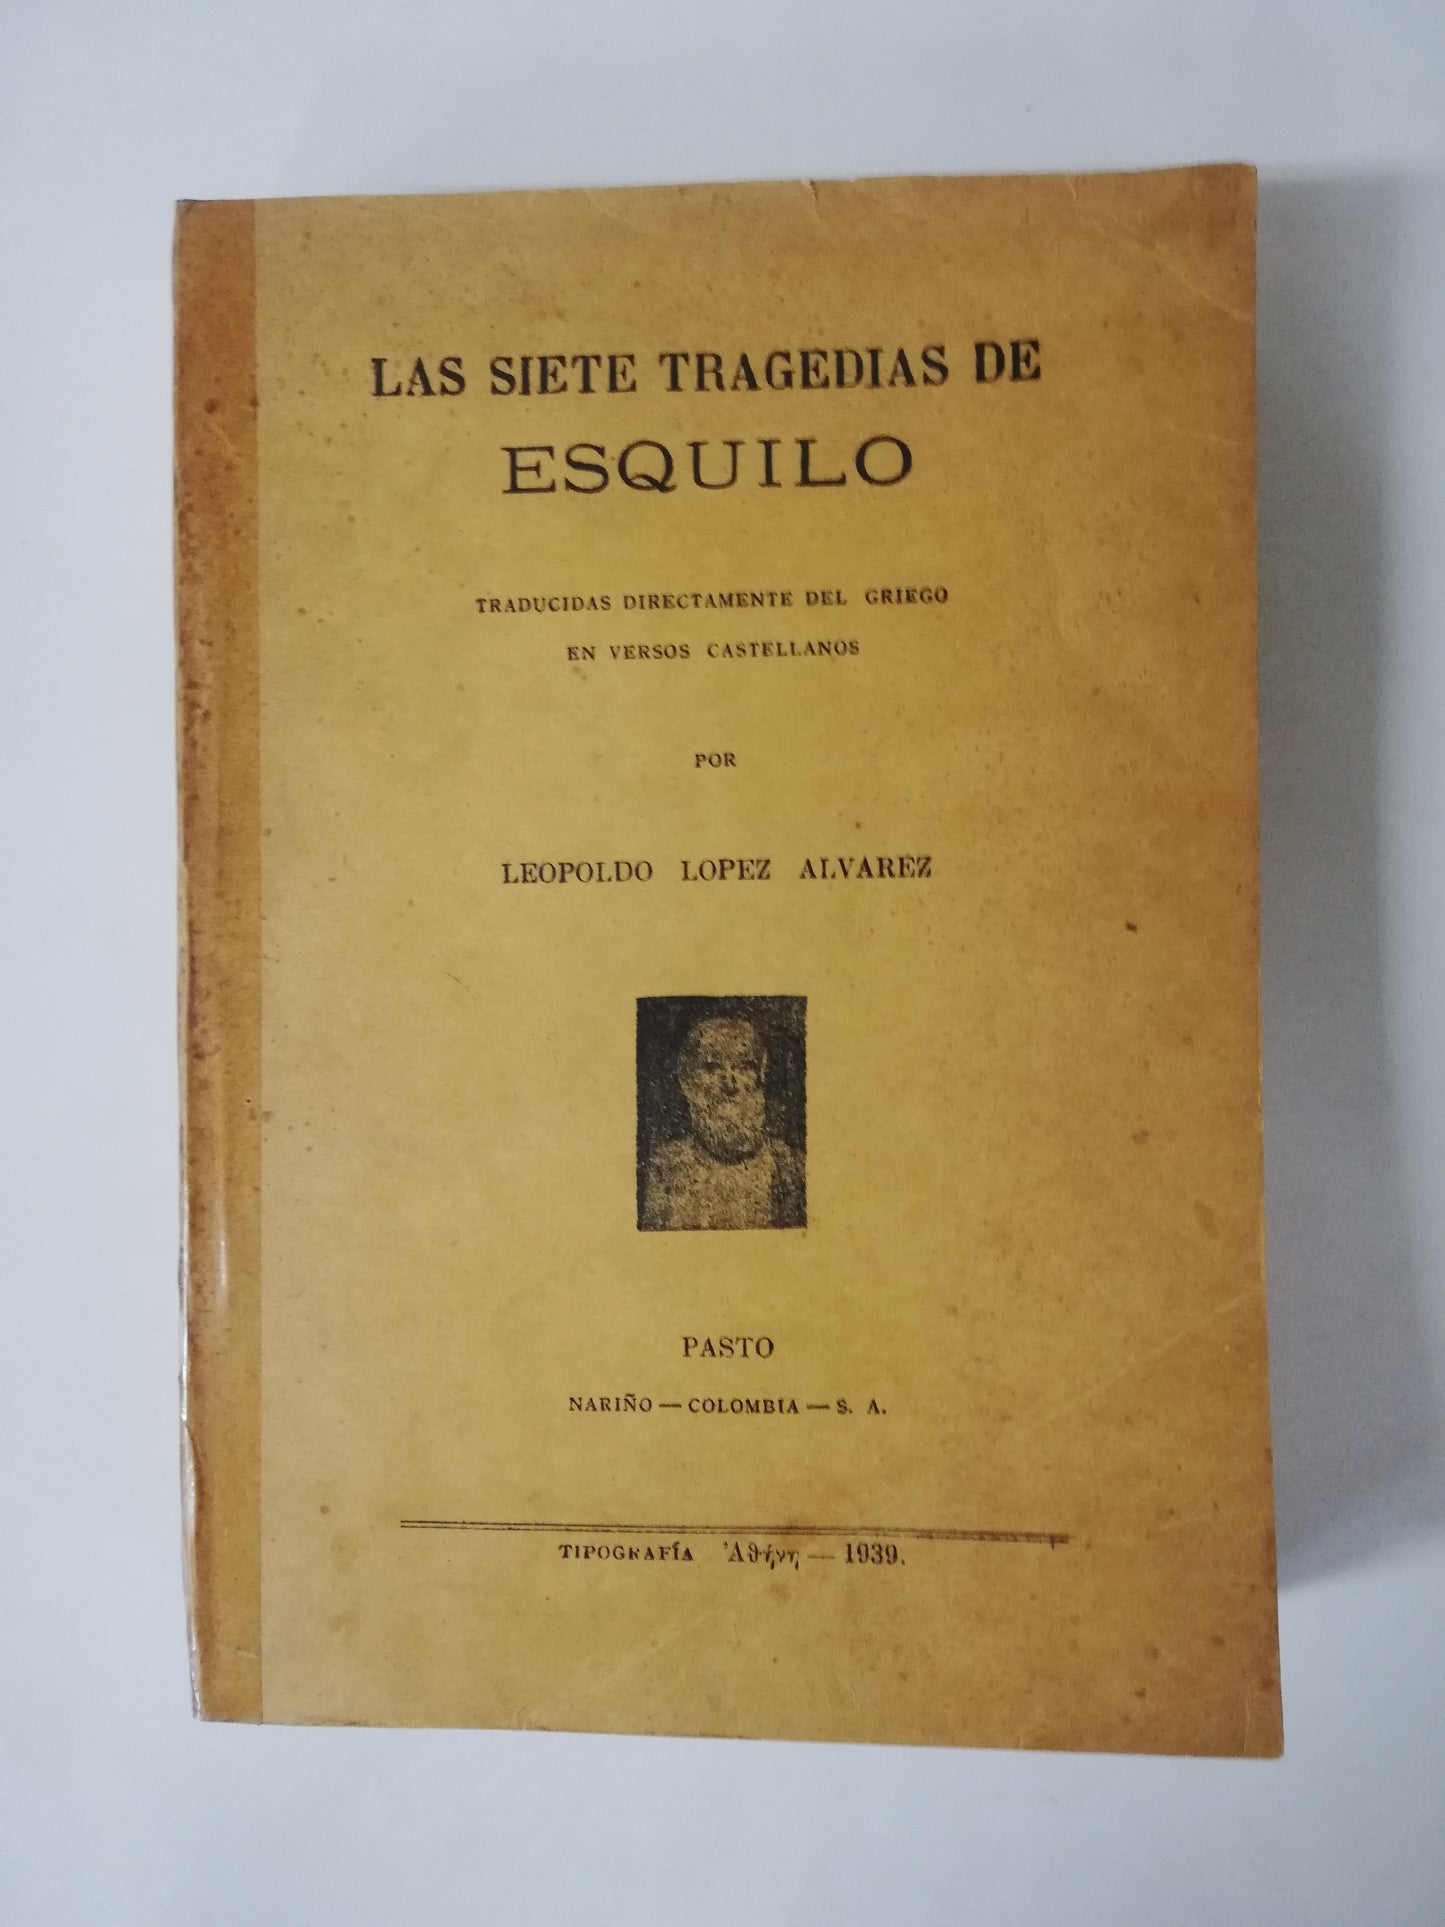 LAS SIETE TRAGEDIAS DE
ESQUILO
TRADUCIDAS DIRECTAMENTE DEL GRIEGO
EN VERSOS CASTELLANOS
POR
LEOPOLDO LOPEZ ALVAREZ
PASTO
NARIÑO — COLOMBIA — S. A.
TIPOGRAFÍA Ἀθήνη — 1939.